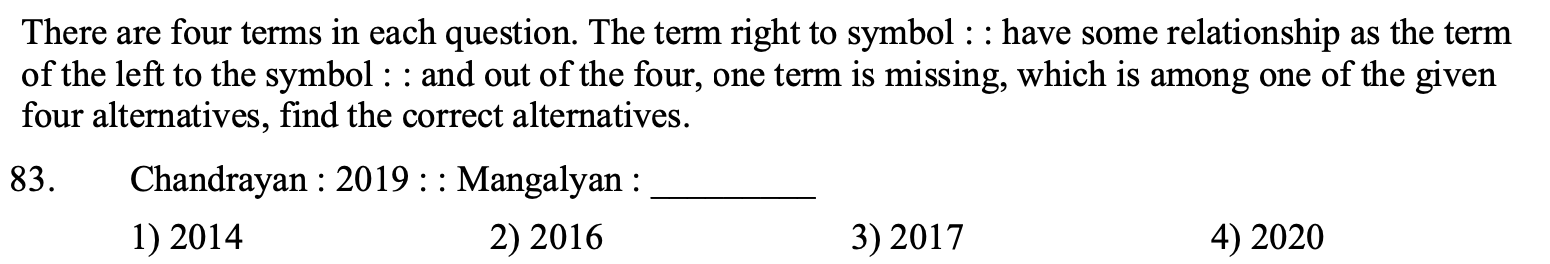 There are four terms in each question. The term right to symbol : : have some relationship as the term
of the left to the symbol : : and out of the four, one term is missing, which is among one of the given
four alternatives, find the correct alternatives.
83. Chandrayan : 2019 : : Mangalyan : _________
1) 2014 2) 2016 3) 2017 4) 2020